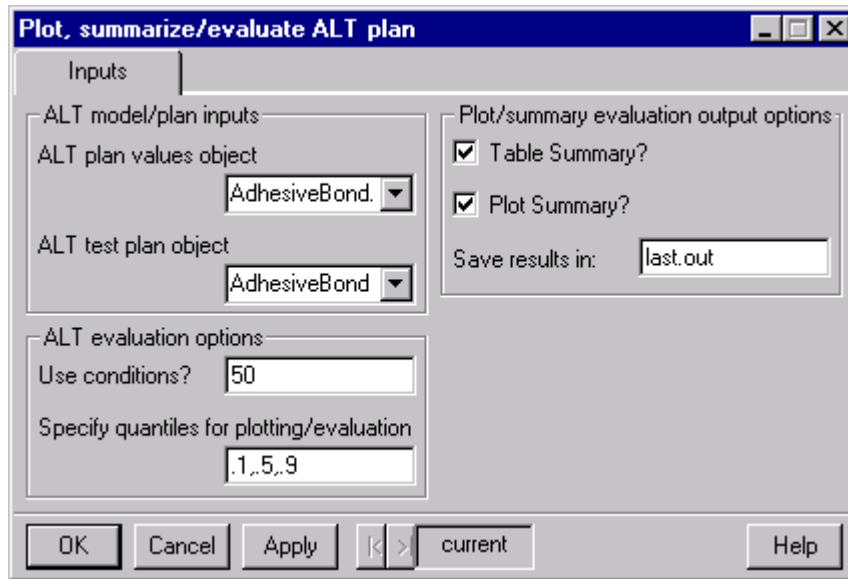 Plot, summarize/evaluate ALT plan
Inputs
ALT model/plan inputs
ALT plan values object
AdhesiveBond.
ALT test plan object
AdhesiveBond
ALT evaluation options
Use conditions? 50
Specify quantiles for plotting/evaluation
.1,.5,.9
Plot/summary evaluation output options
Table Summary?
Plot Summary?
Save results in: last.out
OK Cancel Apply |< >| current Help